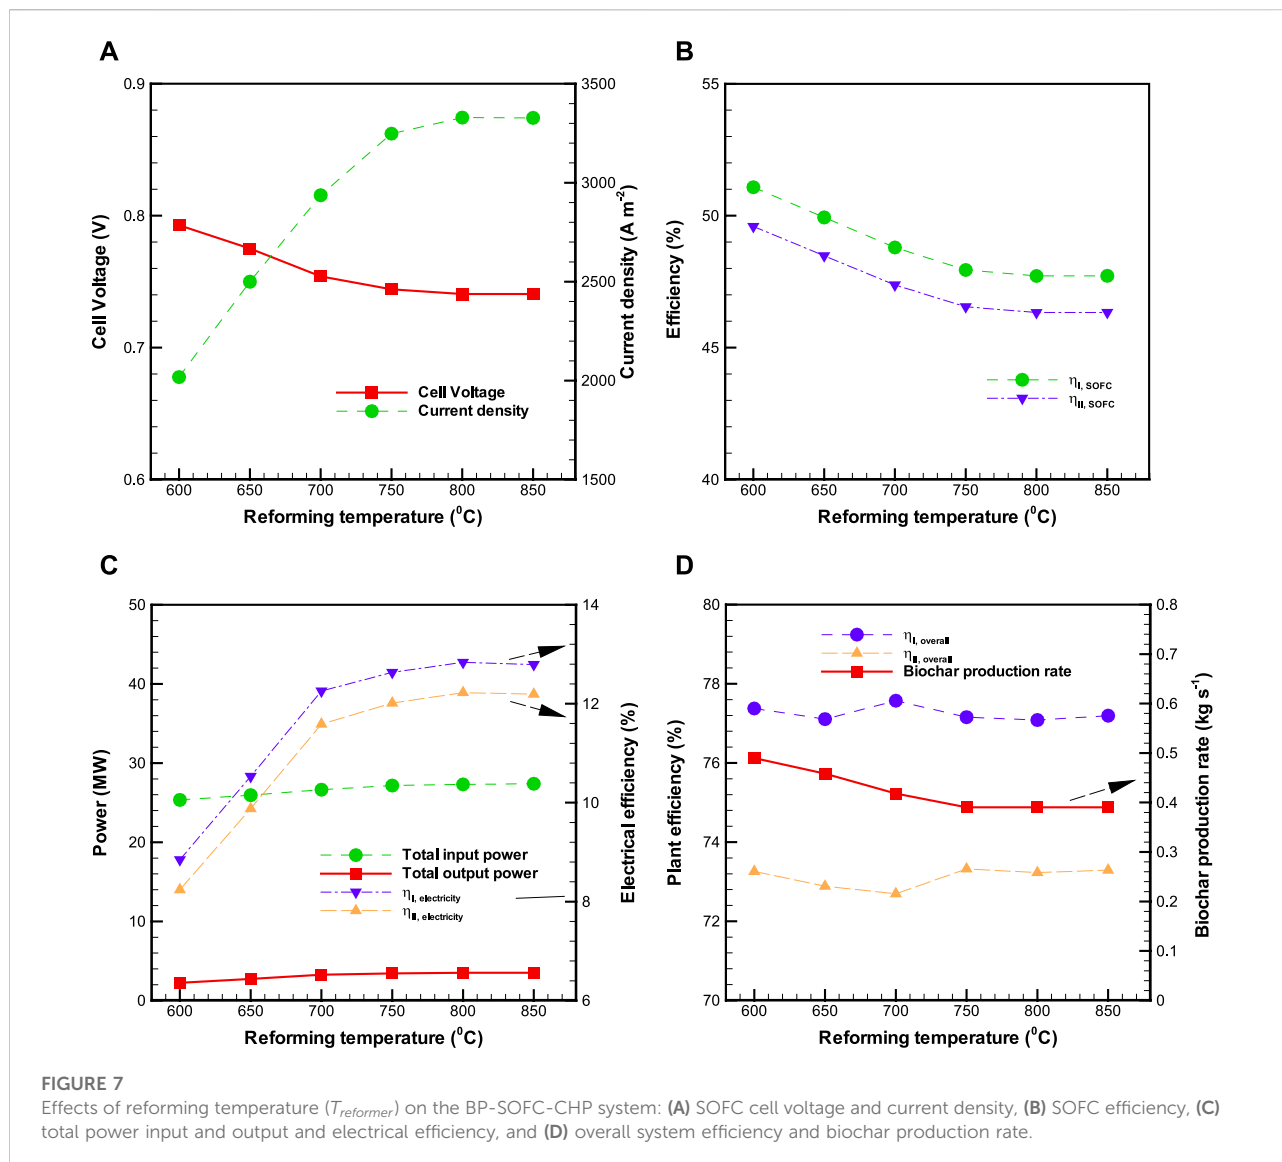 A
0.9
0.8
0.7
0.6
Cell Voltage (V)
3500
3000
2500
2000
1500
Current density (A m-2)
Cell Voltage
Current density
600 650 700 750 800 850
Reforming temperature (0C)
B
55
50
45
40
Efficiency (%)
ηI, SOFC
ηII, SOFC
600 650 700 750 800 850
Reforming temperature (0C)
C
50
40
30
20
10
0
Power (MW)
14
12
10
8
6
Electrical efficiency (%)
Total input power
Total output power
ηI, electricity
ηII, electricity
600 650 700 750 800 850
Reforming temperature (0C)
D
80
78
76
74
72
70
Plant efficiency (%)
0.8
0.7
0.6
0.5
0.4
0.3
0.2
0.1
0
Biochar production rate (kg s-1)
ηI, overall
ηII, overall
Biochar production rate
600 650 700 750 800 850
Reforming temperature (0C)
FIGURE 7
Effects of reforming temperature (Treformer) on the BP-SOFC-CHP system: (A) SOFC cell voltage and current density, (B) SOFC efficiency, (C)
total power input and output and electrical efficiency, and (D) overall system efficiency and biochar production rate.